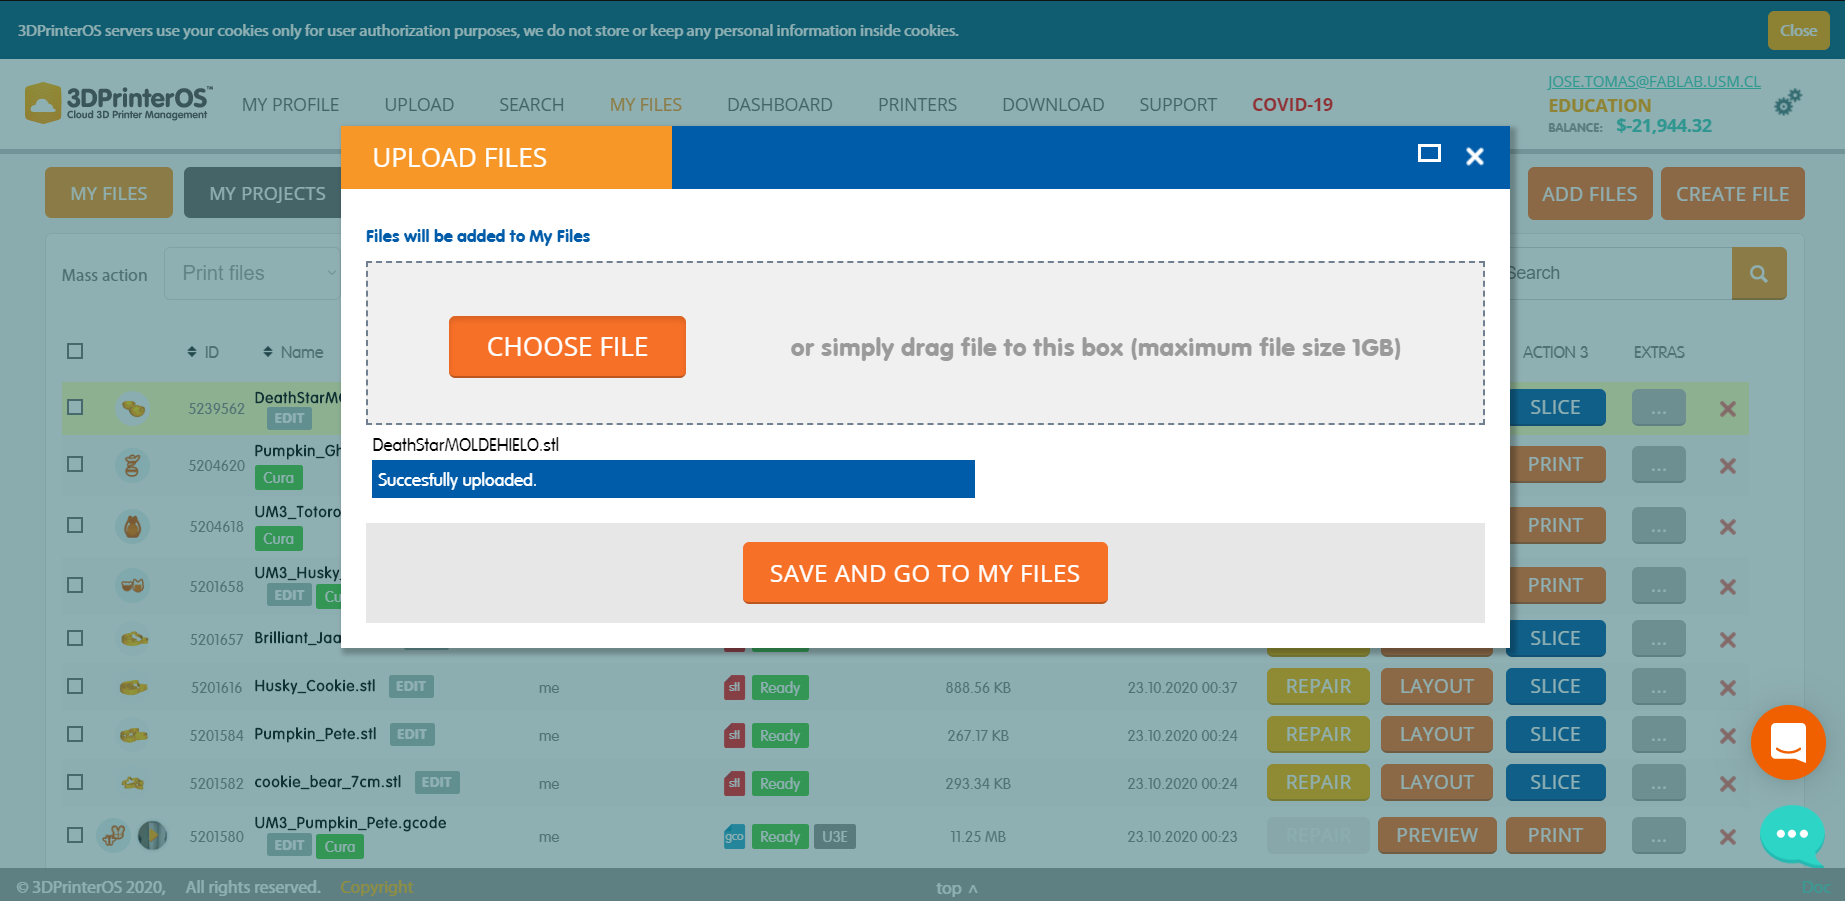 3DPrinterOS servers use your cookies only for user authorization purposes, we do not store or keep any personal information inside cookies.
Close
3DPrinterOS™
Cloud 3D Printer Management
MY PROFILE UPLOAD SEARCH MY FILES DASHBOARD PRINTERS DOWNLOAD SUPPORT COVID-19
JOSE.TOMAS@FABLAB.USM.CL
EDUCATION
BALANCE: $-21,944.32
UPLOAD FILES
MY FILES MY PROJECTS ADD FILES CREATE FILE
Files will be added to My Files
Mass action Print files Search
CHOOSE FILE or simply drag file to this box (maximum file size 1GB)
ID Name ACTION 3 EXTRAS
5239562 DeathStarMO SLICE ...
EDIT
DeathStarMOLDEHIELO.stl
Succesfully uploaded.
5204620 Pumpkin_Gh PRINT ...
Cura
5204618 UM3_Totoro PRINT ...
Cura
SAVE AND GO TO MY FILES
5201658 UM3_Husky_ PRINT ...
EDIT Cu
5201657 Brilliant_Jaa SLICE ...
5201616 Husky_Cookie.stl EDIT me stl Ready 888.56 KB 23.10.2020 00:37 REPAIR LAYOUT SLICE ...
5201584 Pumpkin_Pete.stl EDIT me stl Ready 267.17 KB 23.10.2020 00:24 REPAIR LAYOUT SLICE ...
5201582 cookie_bear_7cm.stl EDIT me stl Ready 293.34 KB 23.10.2020 00:24 REPAIR LAYOUT SLICE ...
5201580 UM3_Pumpkin_Pete.gcode me gco Ready U3E 11.25 MB 23.10.2020 00:23 REPAIR PREVIEW PRINT ...
EDIT Cura
© 3DPrinterOS 2020, All rights reserved. Copyright top ^ Doc